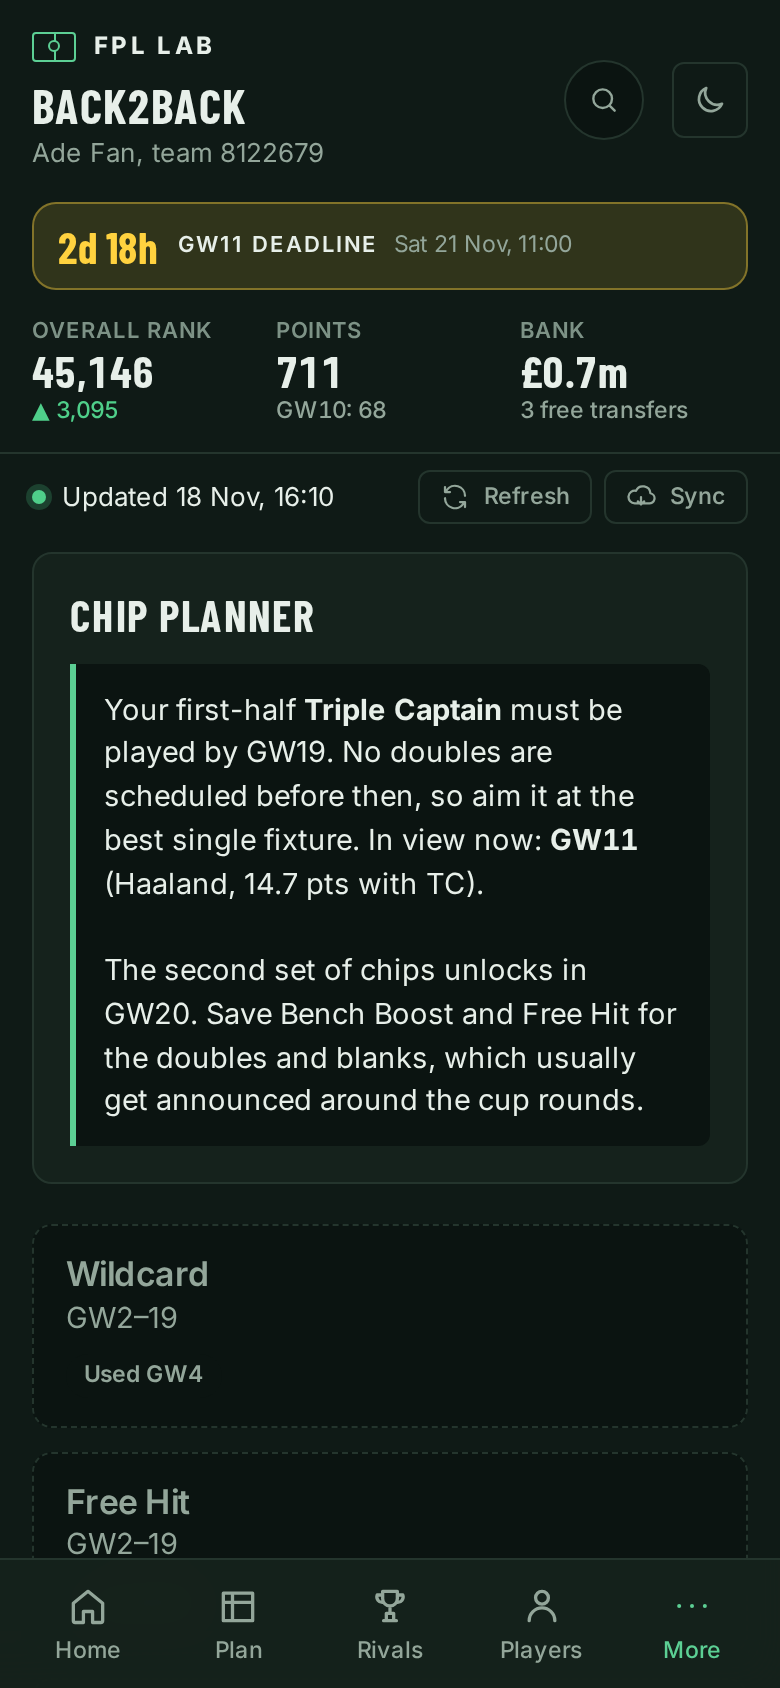 FPL LAB
BACK2BACK
Ade Fan, team 8122679
2d 18h GW11 DEADLINE Sat 21 Nov, 11:00
OVERALL RANK POINTS BANK
45,146 711 £0.7m
▲ 3,095 GW10: 68 3 free transfers
Updated 18 Nov, 16:10 Refresh Sync
CHIP PLANNER
Your first-half Triple Captain must be
played by GW19. No doubles are
scheduled before then, so aim it at the
best single fixture. In view now: GW11
(Haaland, 14.7 pts with TC).
The second set of chips unlocks in
GW20. Save Bench Boost and Free Hit for
the doubles and blanks, which usually
get announced around the cup rounds.
Wildcard
GW2–19
Used GW4
Free Hit
GW2–19
Home Plan Rivals Players More